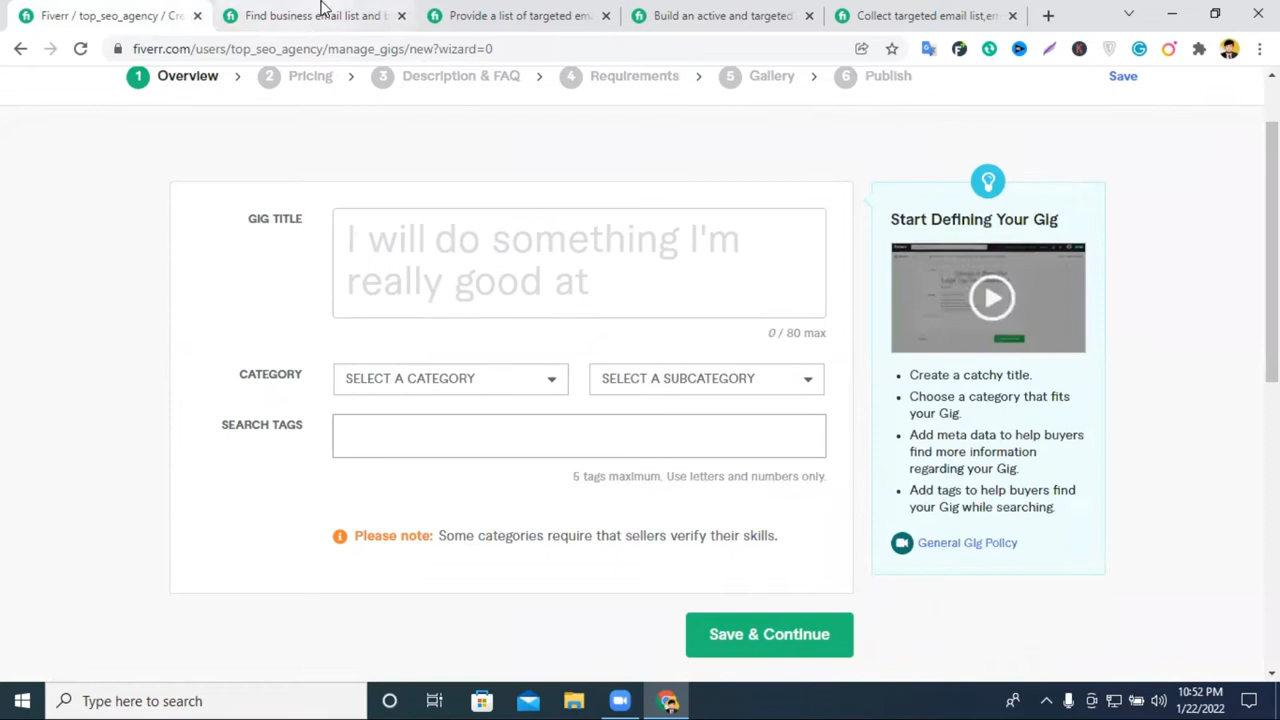 Fiverr / top_seo_agency / Cre
Find business email list and b
Provide a list of targeted ema
Build an active and targeted
Collect targeted email list,em
fiverr.com/users/top_seo_agency/manage_gigs/new?wizard=0
1 Overview > 2 Pricing > 3 Description & FAQ > 4 Requirements > 5 Gallery > 6 Publish Save
GIG TITLE
I will do something I'm
really good at
0 / 80 max
CATEGORY
SELECT A CATEGORY
SELECT A SUBCATEGORY
SEARCH TAGS
5 tags maximum. Use letters and numbers only.
Please note: Some categories require that sellers verify their skills.
Save & Continue
Start Defining Your Gig
• Create a catchy title.
• Choose a category that fits
your Gig.
• Add meta data to help buyers
find more information
regarding your Gig.
• Add tags to help buyers find
your Gig while searching.
General Gig Policy
Type here to search
10:52 PM
1/22/2022